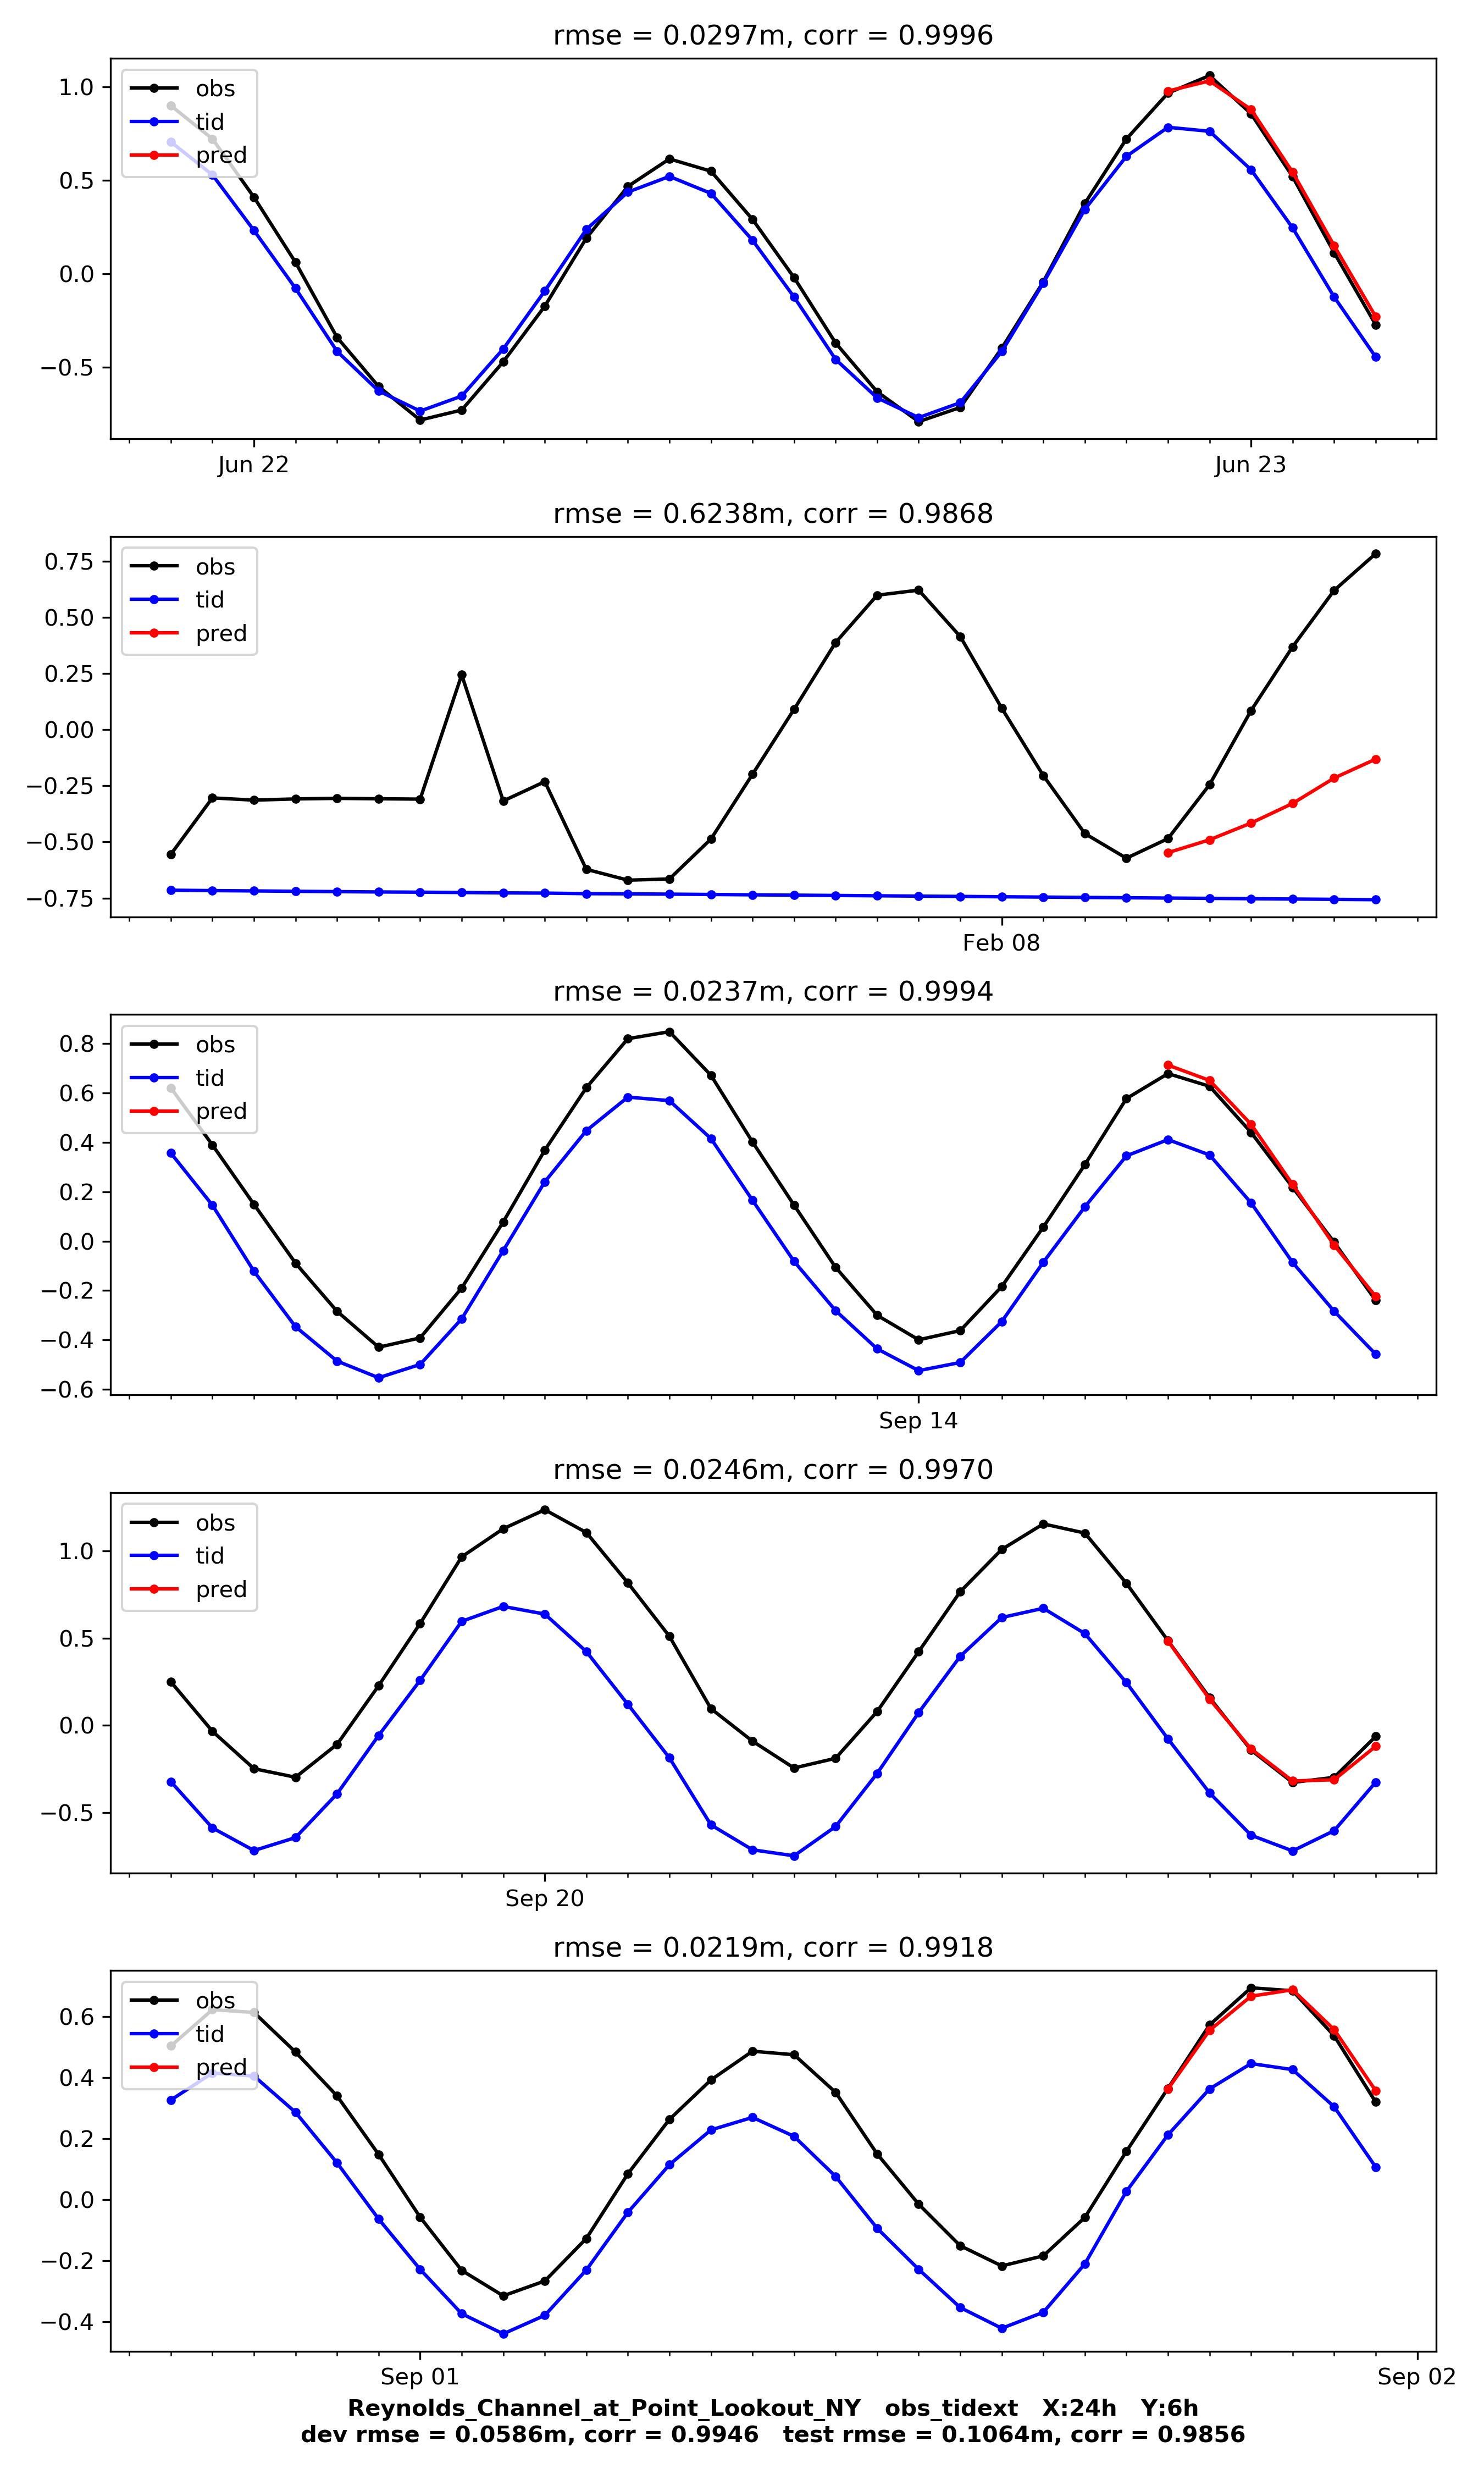 rmse = 0.0297m, corr = 0.9996
obs
tid
pred
1.0
0.5
0.0
−0.5
Jun 22 Jun 23
rmse = 0.6238m, corr = 0.9868
obs
tid
pred
0.75
0.50
0.25
0.00
−0.25
−0.50
−0.75
Feb 08
rmse = 0.0237m, corr = 0.9994
obs
tid
pred
0.8
0.6
0.4
0.2
0.0
−0.2
−0.4
−0.6
Sep 14
rmse = 0.0246m, corr = 0.9970
obs
tid
pred
1.0
0.5
0.0
−0.5
Sep 20
rmse = 0.0219m, corr = 0.9918
obs
tid
pred
0.6
0.4
0.2
0.0
−0.2
−0.4
Sep 01 Sep 02
Reynolds_Channel_at_Point_Lookout_NY obs_tidext X:24h Y:6h
dev rmse = 0.0586m, corr = 0.9946 test rmse = 0.1064m, corr = 0.9856